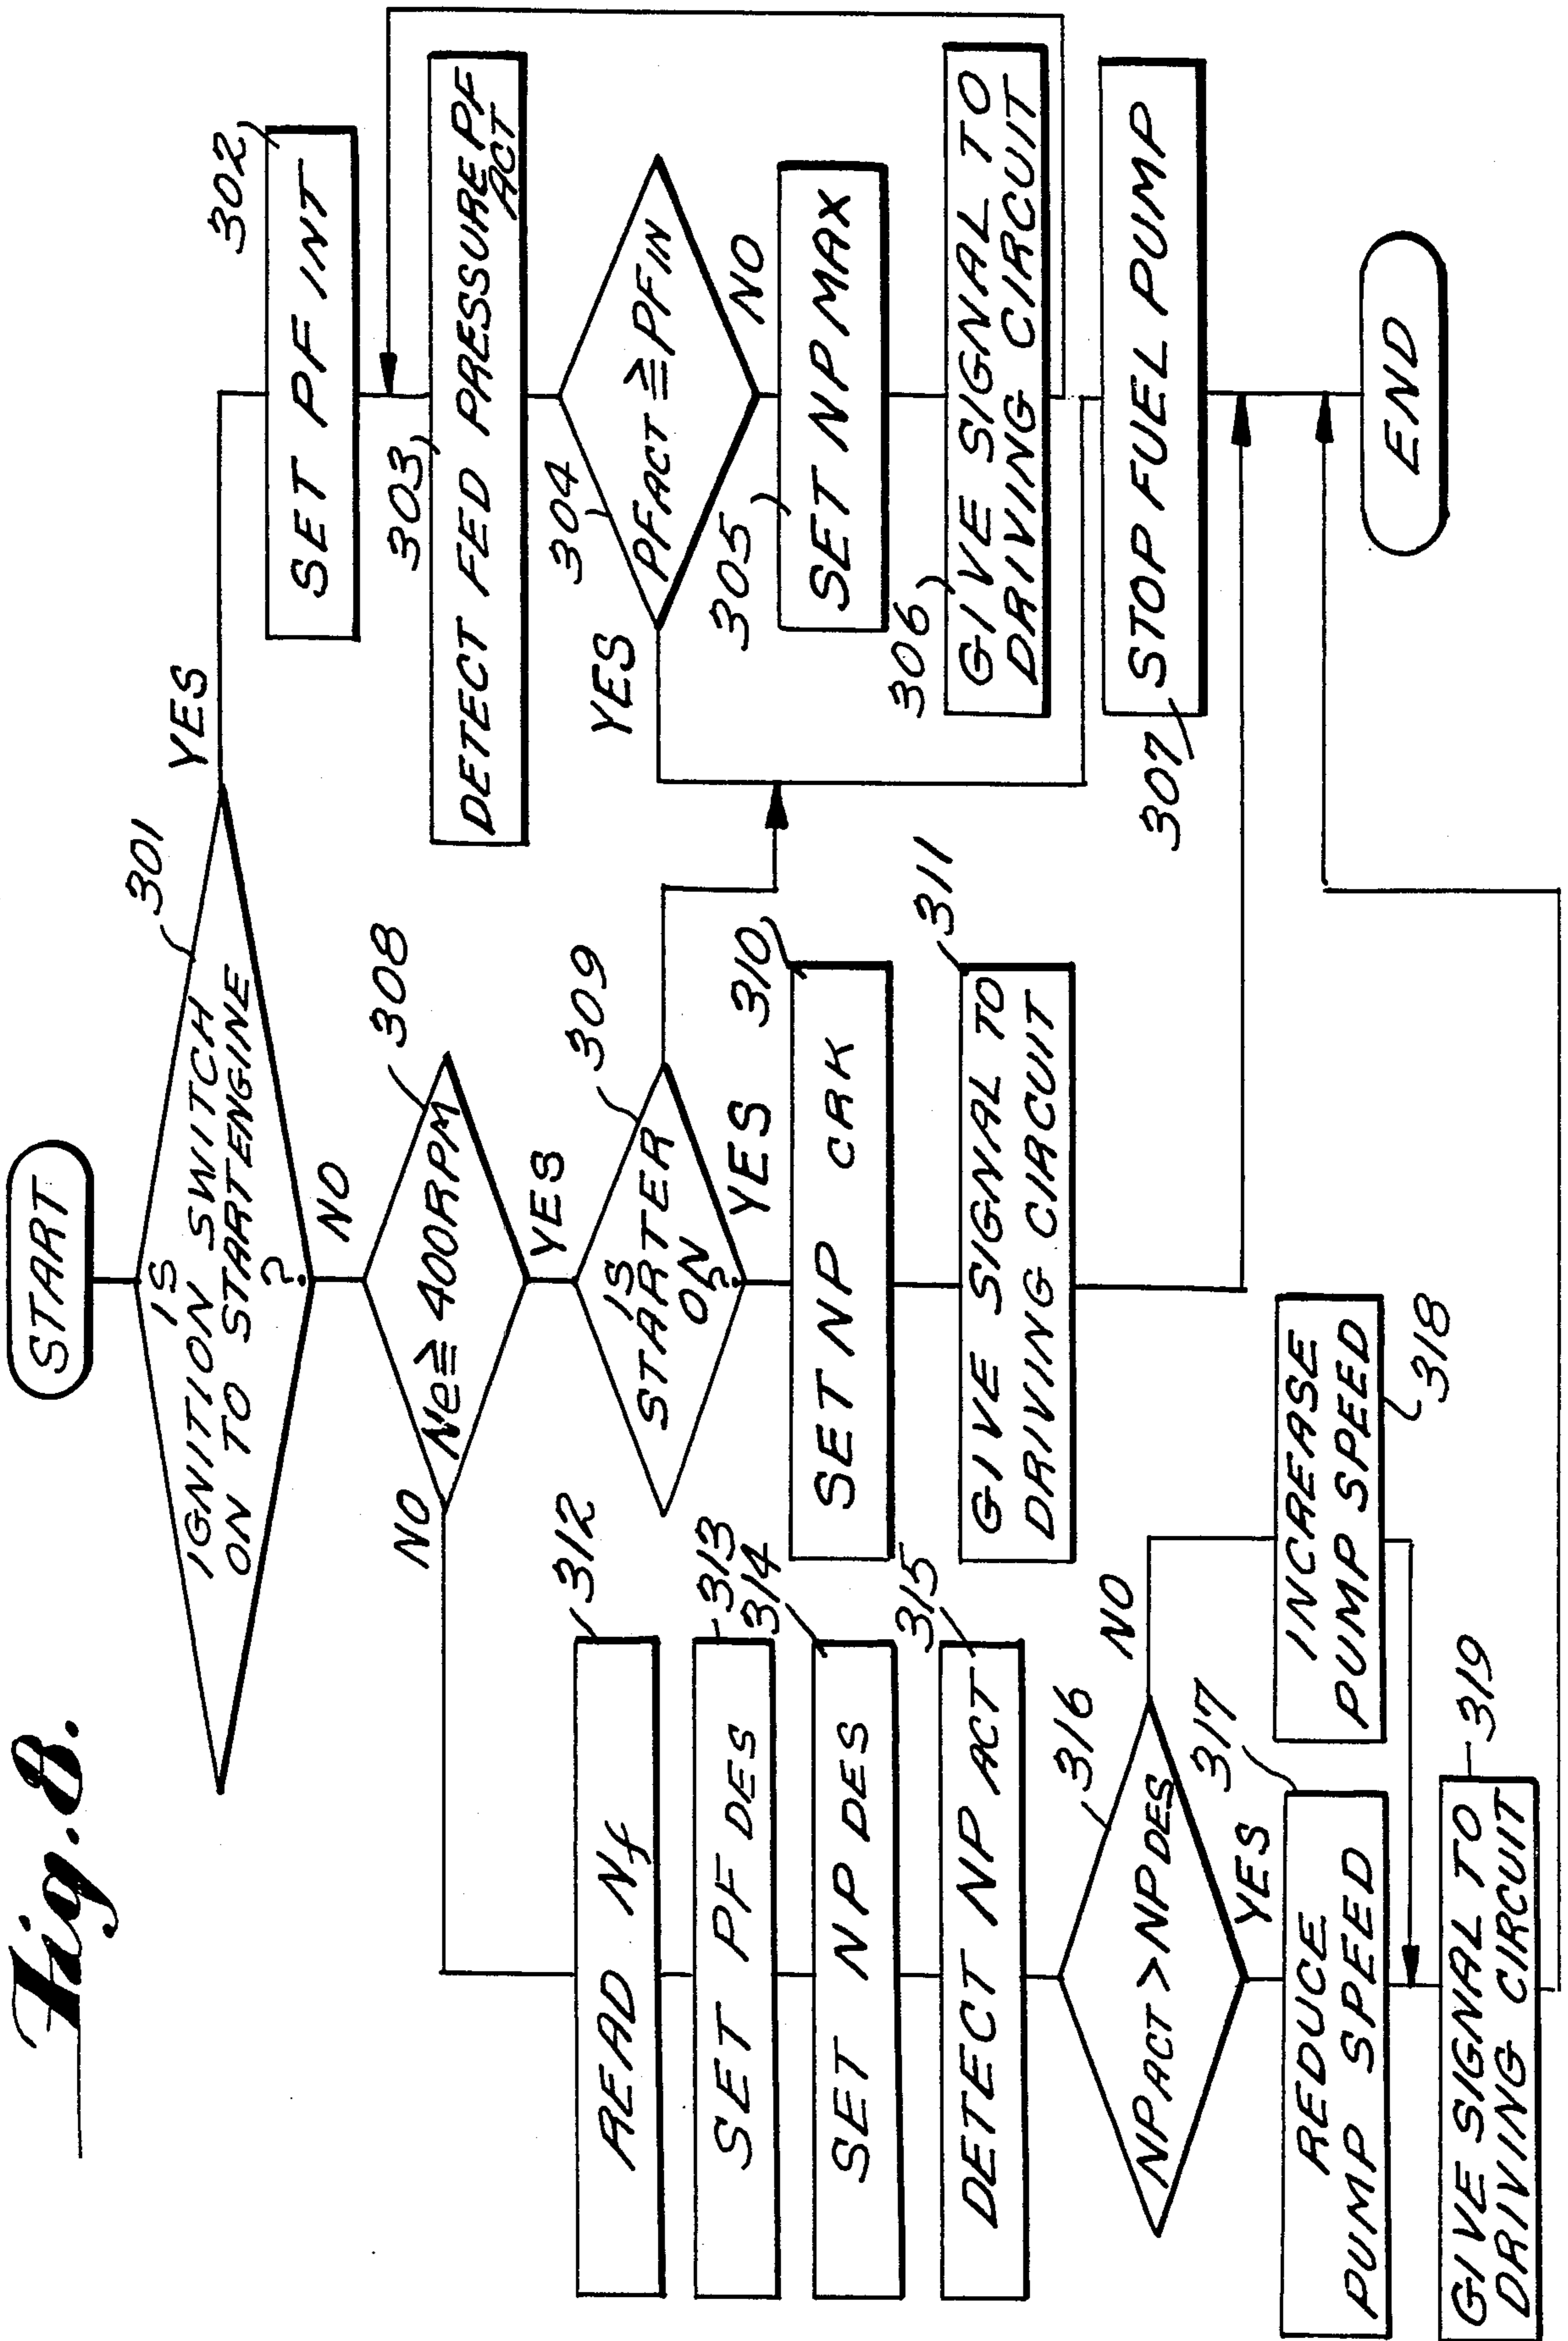 Fig. 8.
START
IS
IGNITION SWITCH
ON TO START ENGINE
?
301
YES
NO
302
SET PF INT
303
DETECT FED PRESSURE PF
ACT
304
PFACT ≧ PFIN
YES
NO
305
SET NP MAX
306
GIVE SIGNAL TO
DRIVING CIRCUIT
307
STOP FUEL PUMP
END
308
Ne ≧ 400RPM
NO
YES
309
IS
STARTER
ON
?
YES
310
SET NP CRK
311
GIVE SIGNAL TO
DRIVING CIRCUIT
312
READ Nf
313
SET PF DES
314
SET NP DES
315
DETECT NP ACT
316
NP ACT > NP DES
NO
YES
317
REDUCE
PUMP SPEED
318
INCREASE
PUMP SPEED
319
GIVE SIGNAL TO
DRIVING CIRCUIT